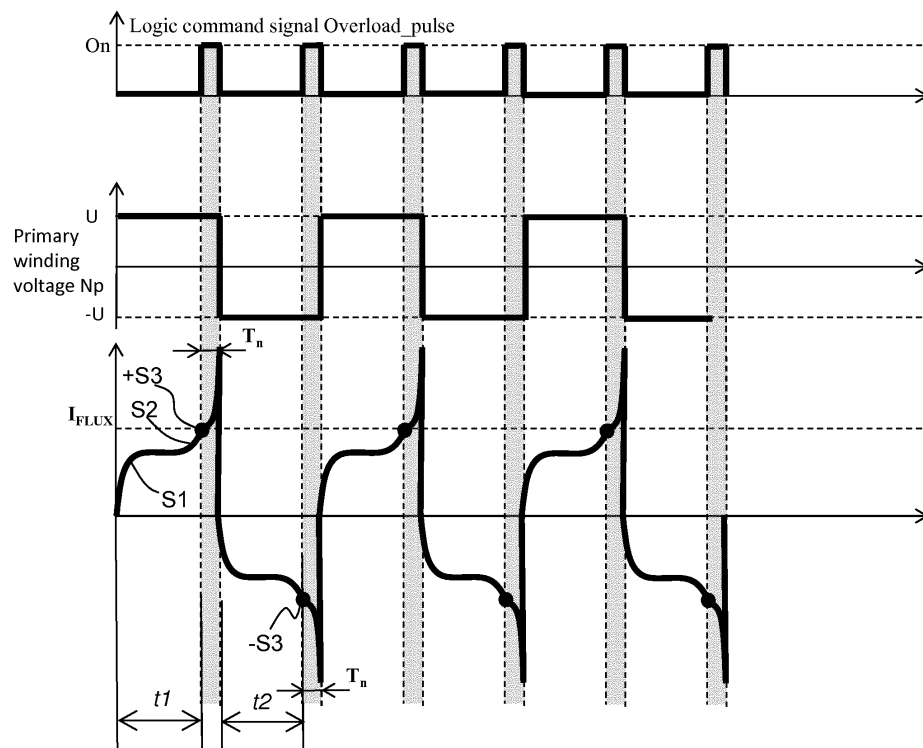 Logic command signal Overload_pulse
On
U
Primary
winding
voltage Np
-U
Tn
+S3
S2
IFLUX
S1
-S3
Tn
t1
t2